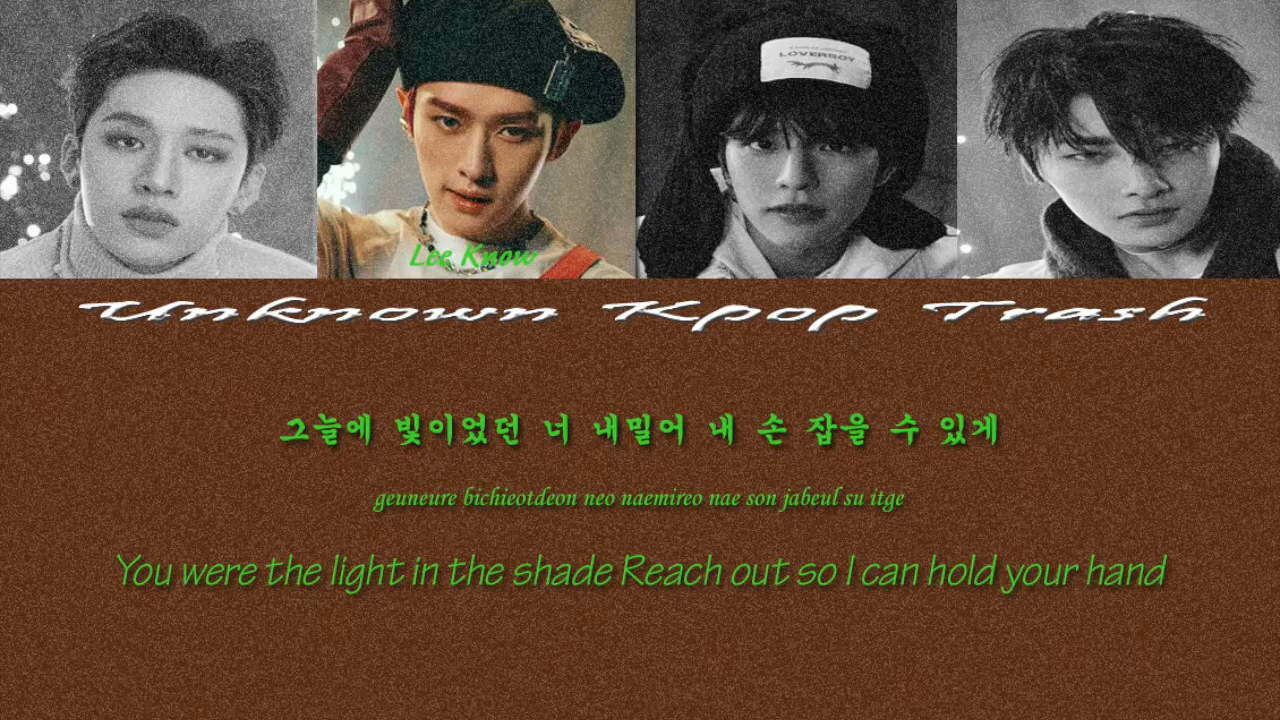 LOVERBOY
Lee Know
Unknown Kpop Trash
그늘에 빛이었던 너 내밀어 내 손 잡을 수 있게
geuneure bichieotdeon neo naemireo nae son jabeul su itge
You were the light in the shade Reach out so I can hold your hand